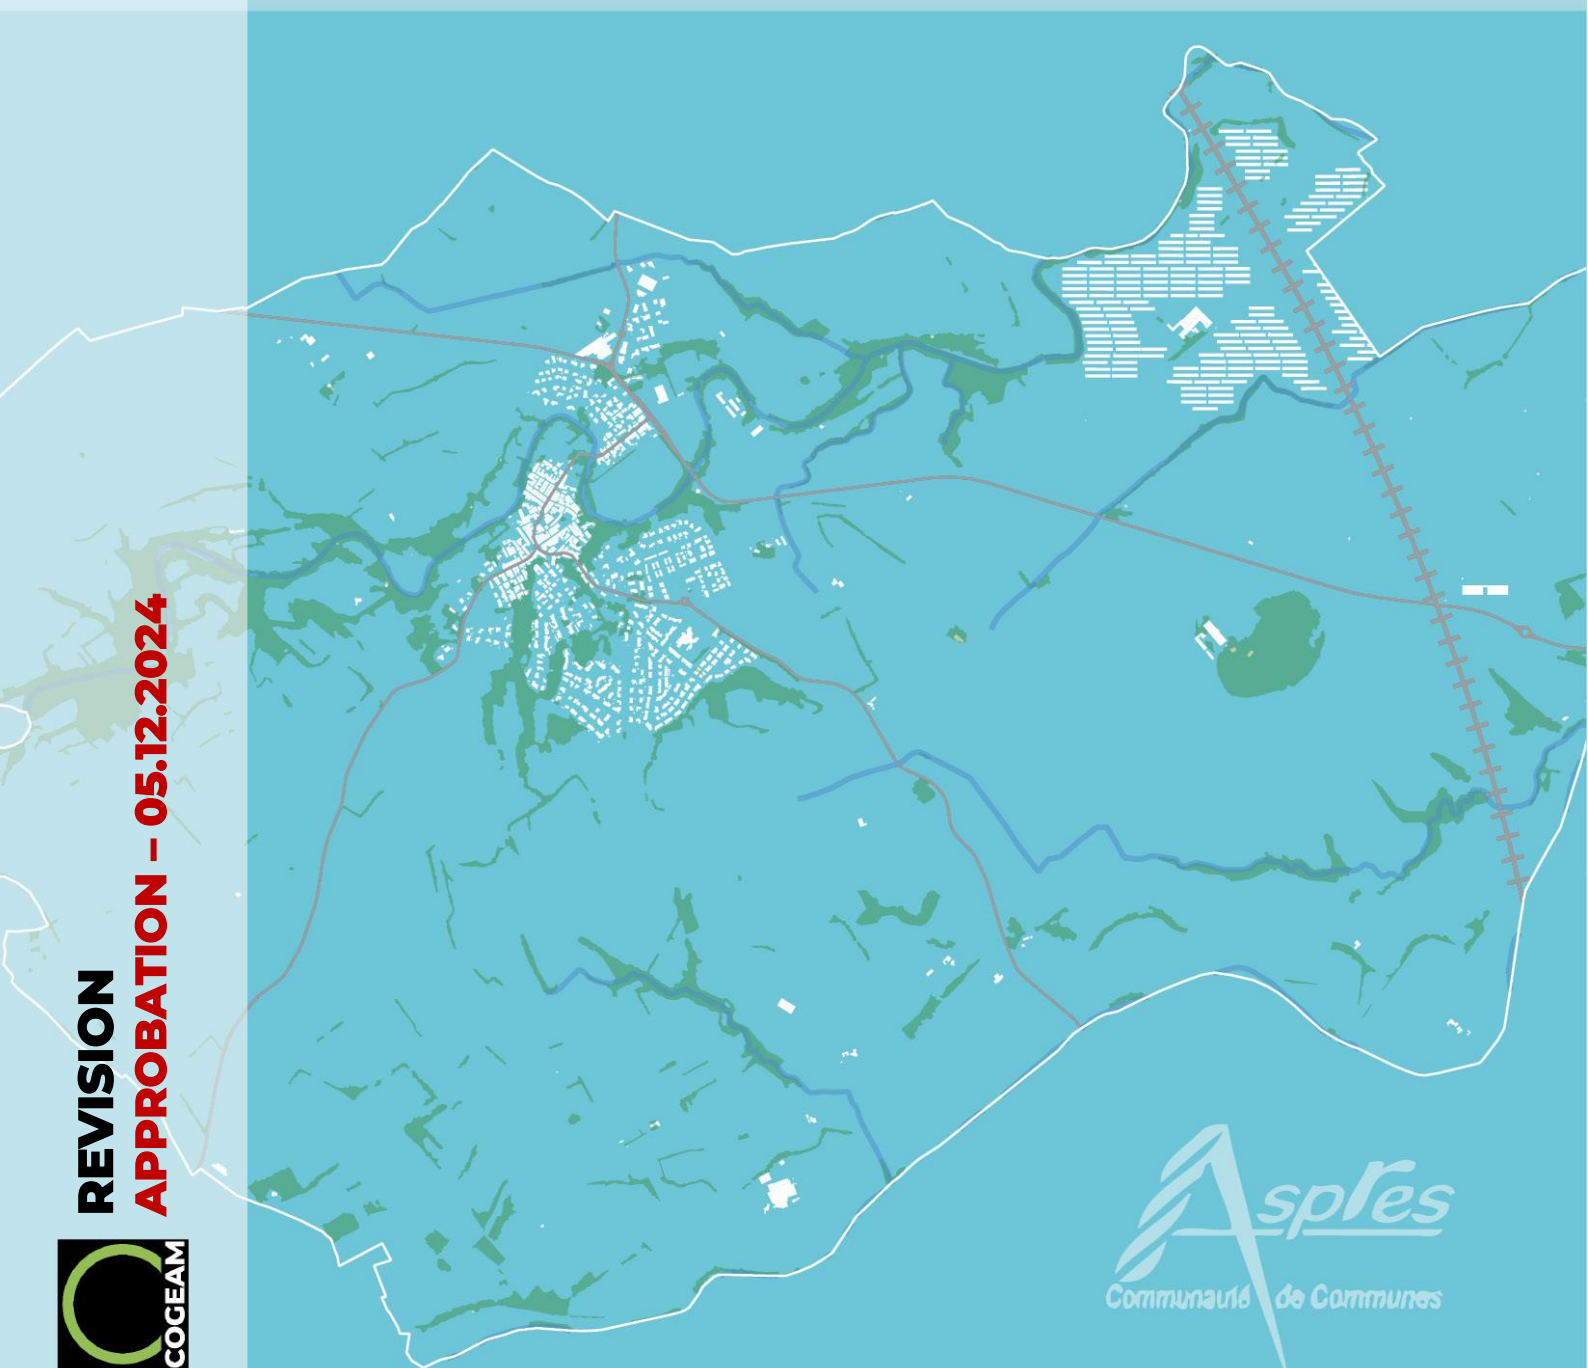 REVISION
APPROBATION – 05.12.2024
COGEAM
Aspres
Communauté de Communes